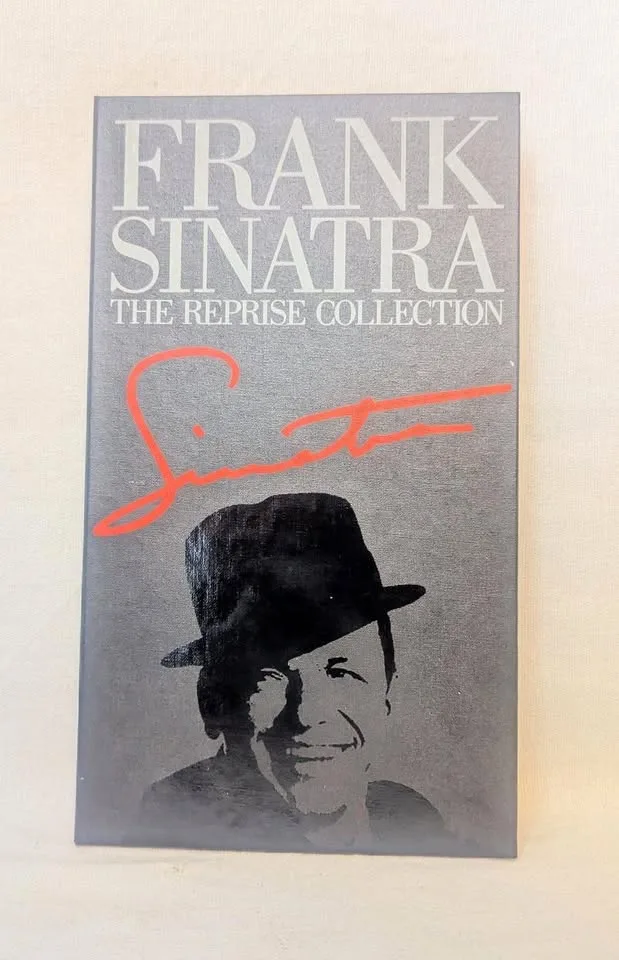 FRANK
SINATRA
THE REPRISE COLLECTION
Sinatra